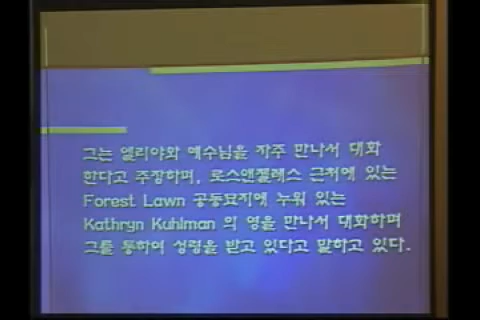 그는 엘리야와 예수님을 자주 만나서 대화
한다고 주장하며, 로스앤젤레스 근처에 있는
Forest Lawn 공동묘지에 누워 있는
Kathryn Kuhlman 의 영을 만나서 대화하며
그를 통하여 성령을 받고 있다고 말하고 있다.